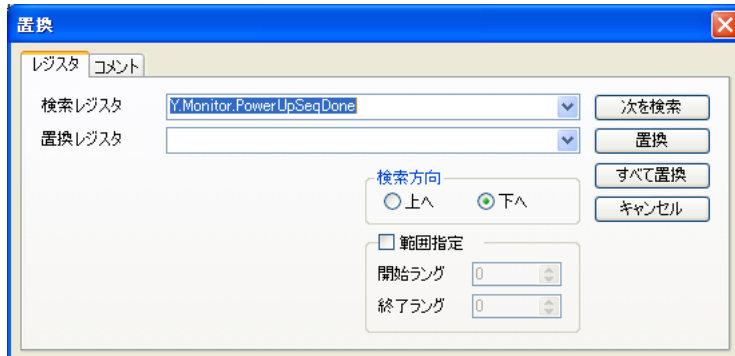 置換
レジスタ コメント
検索レジスタ Y.Monitor.PowerUpSeqDone 次を検索
置換レジスタ 置換
すべて置換
検索方向
上へ 下へ
キャンセル
範囲指定
開始ラング 0
終了ラング 0